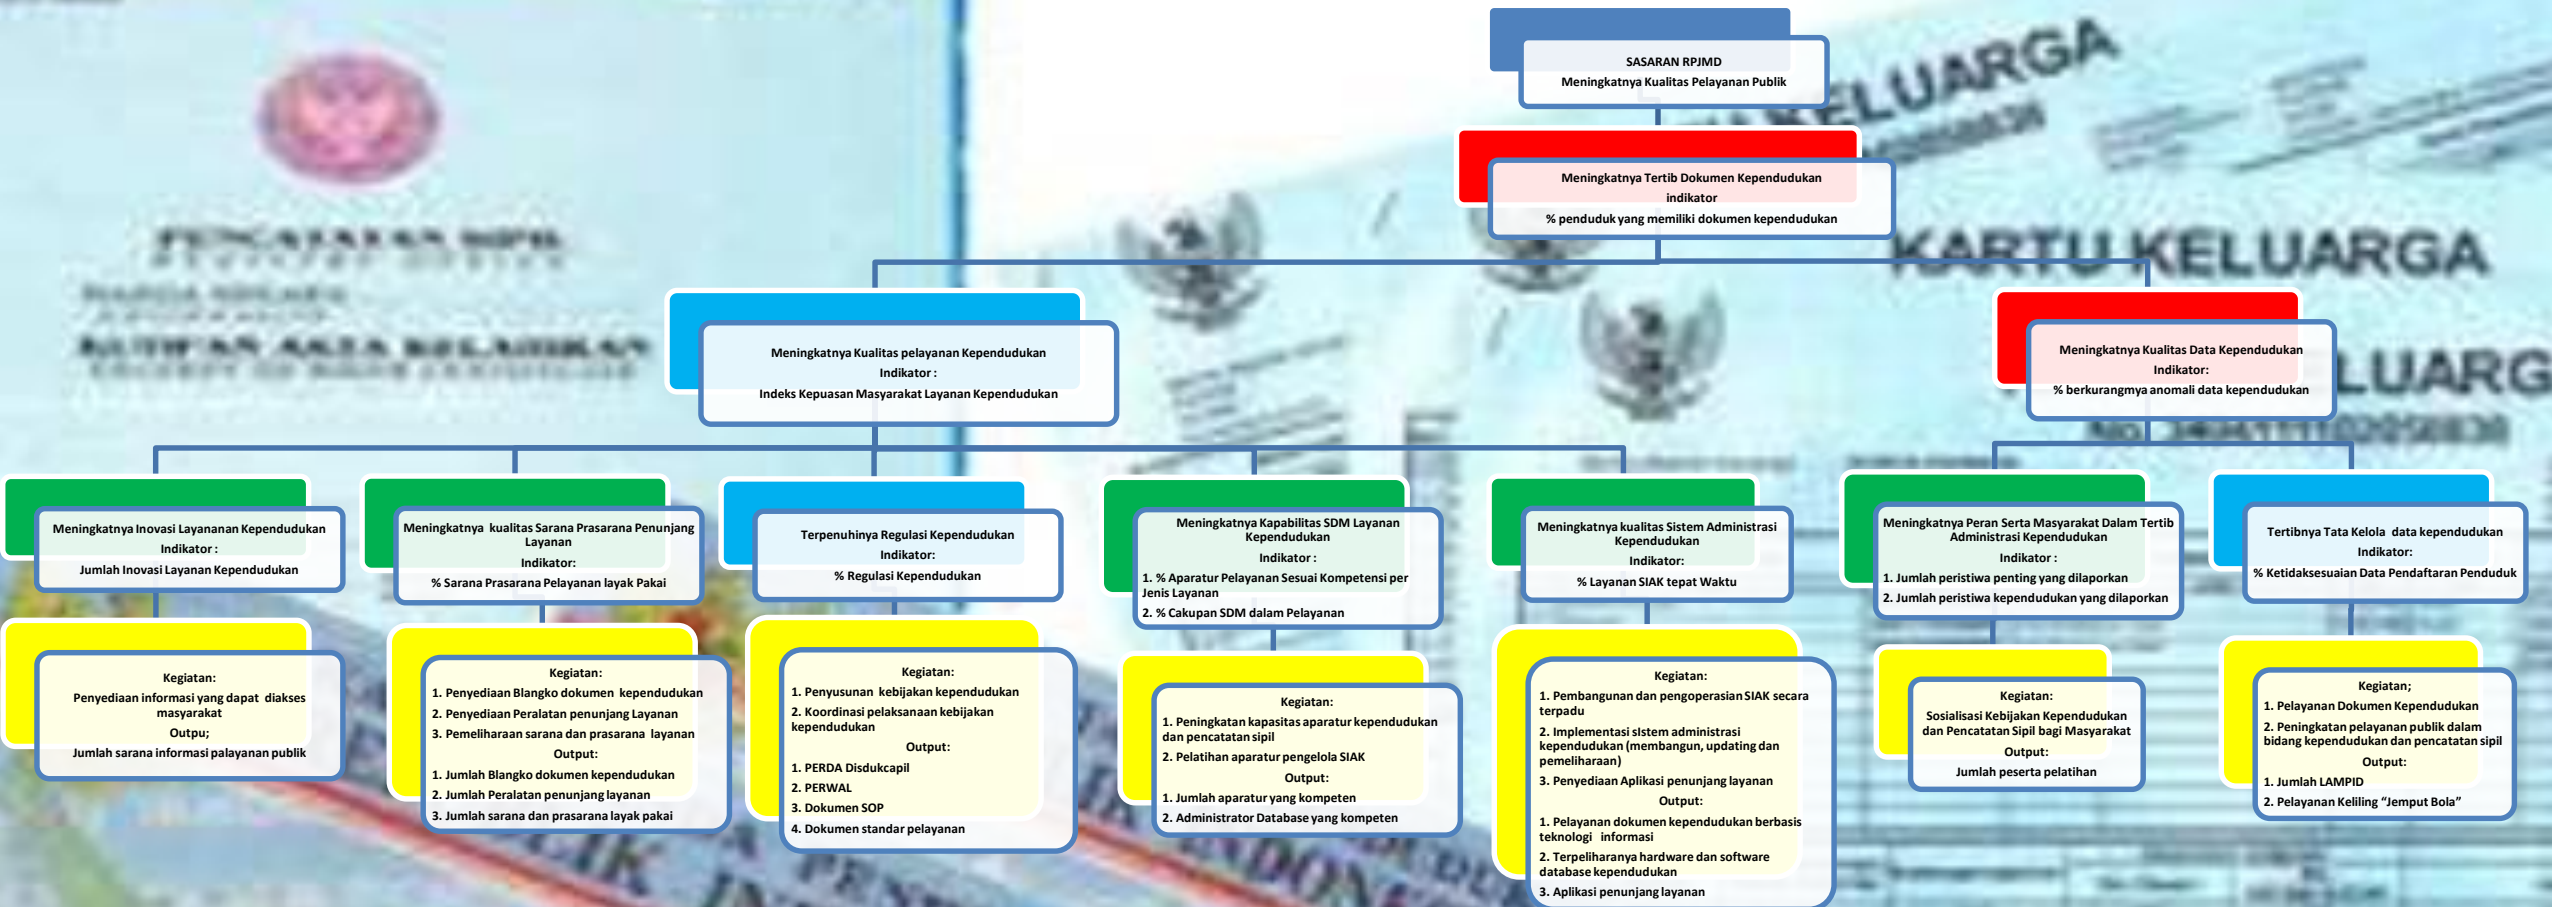 SASARAN RPJMD
Meningkatnya Kualitas Pelayanan Publik
Meningkatnya Tertib Dokumen Kependudukan
indikator
% penduduk yang memiliki dokumen kependudukan
KELUARGA
KARTU KELUARGA
LUARG
Meningkatnya Kualitas pelayanan Kependudukan
Indikator :
Indeks Kepuasan Masyarakat Layanan Kependudukan
Meningkatnya Kualitas Data Kependudukan
Indikator:
% berkurangmya anomali data kependudukan
Meningkatnya Inovasi Layananan Kependudukan
Indikator :
Jumlah Inovasi Layanan Kependudukan
Meningkatnya kualitas Sarana Prasarana Penunjang
Layanan
Indikator:
% Sarana Prasarana Pelayanan layak Pakai
Terpenuhinya Regulasi Kependudukan
Indikator:
% Regulasi Kependudukan
Meningkatnya Kapabilitas SDM Layanan
Kependudukan
Indikator :
1. % Aparatur Pelayanan Sesuai Kompetensi per
Jenis Layanan
2. % Cakupan SDM dalam Pelayanan
Meningkatnya kualitas Sistem Administrasi
Kependudukan
Indikator:
% Layanan SIAK tepat Waktu
Meningkatnya Peran Serta Masyarakat Dalam Tertib
Administrasi Kependudukan
Indikator :
1. Jumlah peristiwa penting yang dilaporkan
2. Jumlah peristiwa kependudukan yang dilaporkan
Tertibnya Tata Kelola data kependudukan
Indikator:
% Ketidaksesuaian Data Pendaftaran Penduduk
Kegiatan:
Penyediaan informasi yang dapat diakses
masyarakat
Outpu;
Jumlah sarana informasi palayanan publik
Kegiatan:
1. Penyediaan Blangko dokumen kependudukan
2. Penyediaan Peralatan penunjang Layanan
3. Pemeliharaan sarana dan prasarana layanan
Output:
1. Jumlah Blangko dokumen kependudukan
2. Jumlah Peralatan penunjang layanan
3. Jumlah sarana dan prasarana layak pakai
Kegiatan:
1. Penyusunan kebijakan kependudukan
2. Koordinasi pelaksanaan kebijakan
kependudukan
Output:
1. PERDA Disdukcapil
2. PERWAL
3. Dokumen SOP
4. Dokumen standar pelayanan
Kegiatan:
1. Peningkatan kapasitas aparatur kependudukan
dan pencatatan sipil
2. Pelatihan aparatur pengelola SIAK
Output:
1. Jumlah aparatur yang kompeten
2. Administrator Database yang kompeten
Kegiatan:
1. Pembangunan dan pengoperasian SIAK secara
terpadu
2. Implementasi sIstem administrasi
kependudukan (membangun, updating dan
pemeliharaan)
3. Penyediaan Aplikasi penunjang layanan
Output:
1. Pelayanan dokumen kependudukan berbasis
teknologi informasi
2. Terpeliharanya hardware dan software
database kependudukan
3. Aplikasi penunjang layanan
Kegiatan:
Sosialisasi Kebijakan Kependudukan
dan Pencatatan Sipil bagi Masyarakat
Output:
Jumlah peserta pelatihan
Kegiatan;
1. Pelayanan Dokumen Kependudukan
2. Peningkatan pelayanan publik dalam
bidang kependudukan dan pencatatan sipil
Output:
1. Jumlah LAMPID
2. Pelayanan Keliling “Jemput Bola”